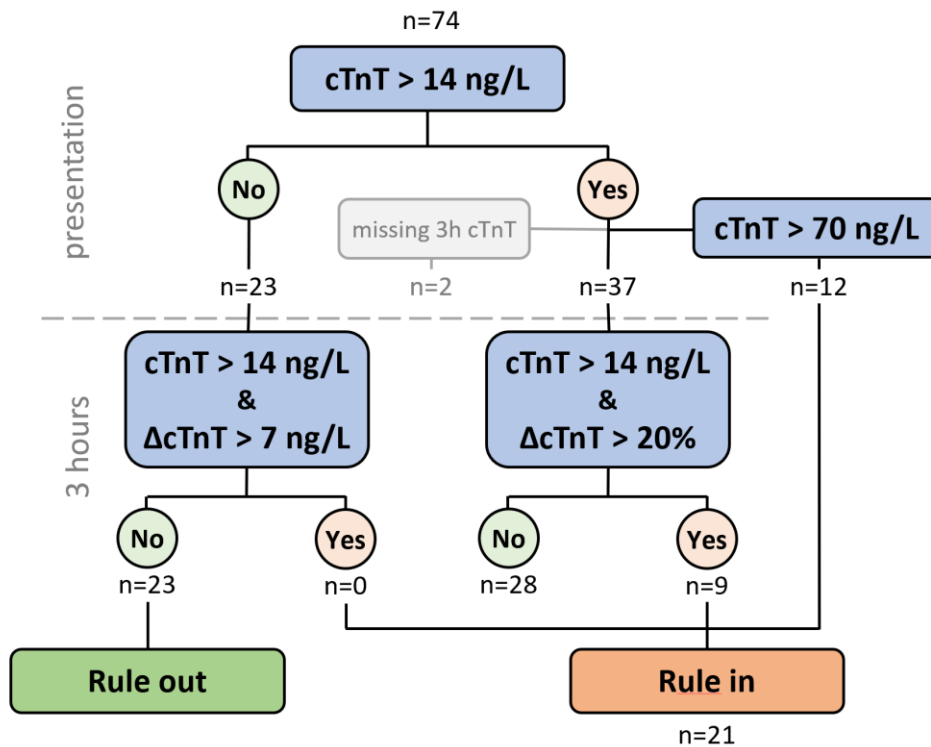 n=74
cTnT > 14 ng/L
presentation
No
Yes
missing 3h cTnT
cTnT > 70 ng/L
n=23
n=2
n=37
n=12
3 hours
cTnT > 14 ng/L
&
ΔcTnT > 7 ng/L
cTnT > 14 ng/L
&
ΔcTnT > 20%
No
Yes
No
Yes
n=23
n=0
n=28
n=9
Rule out
Rule in
n=21